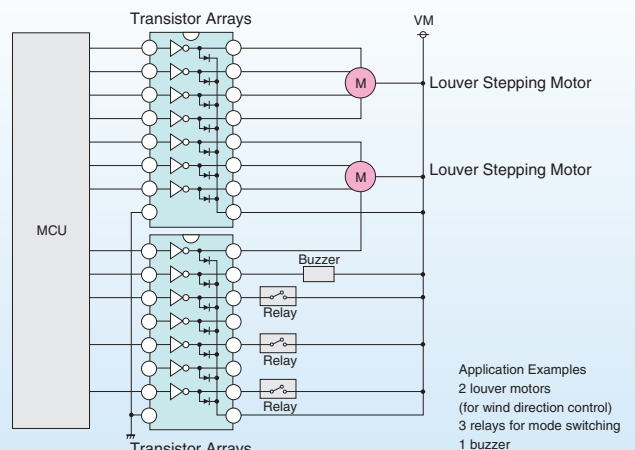 Transistor Arrays
VM
M
Louver Stepping Motor
M
Louver Stepping Motor
MCU
Buzzer
Relay
Relay
Relay
Transistor Arrays
Application Examples
2 louver motors
(for wind direction control)
3 relays for mode switching
1 buzzer